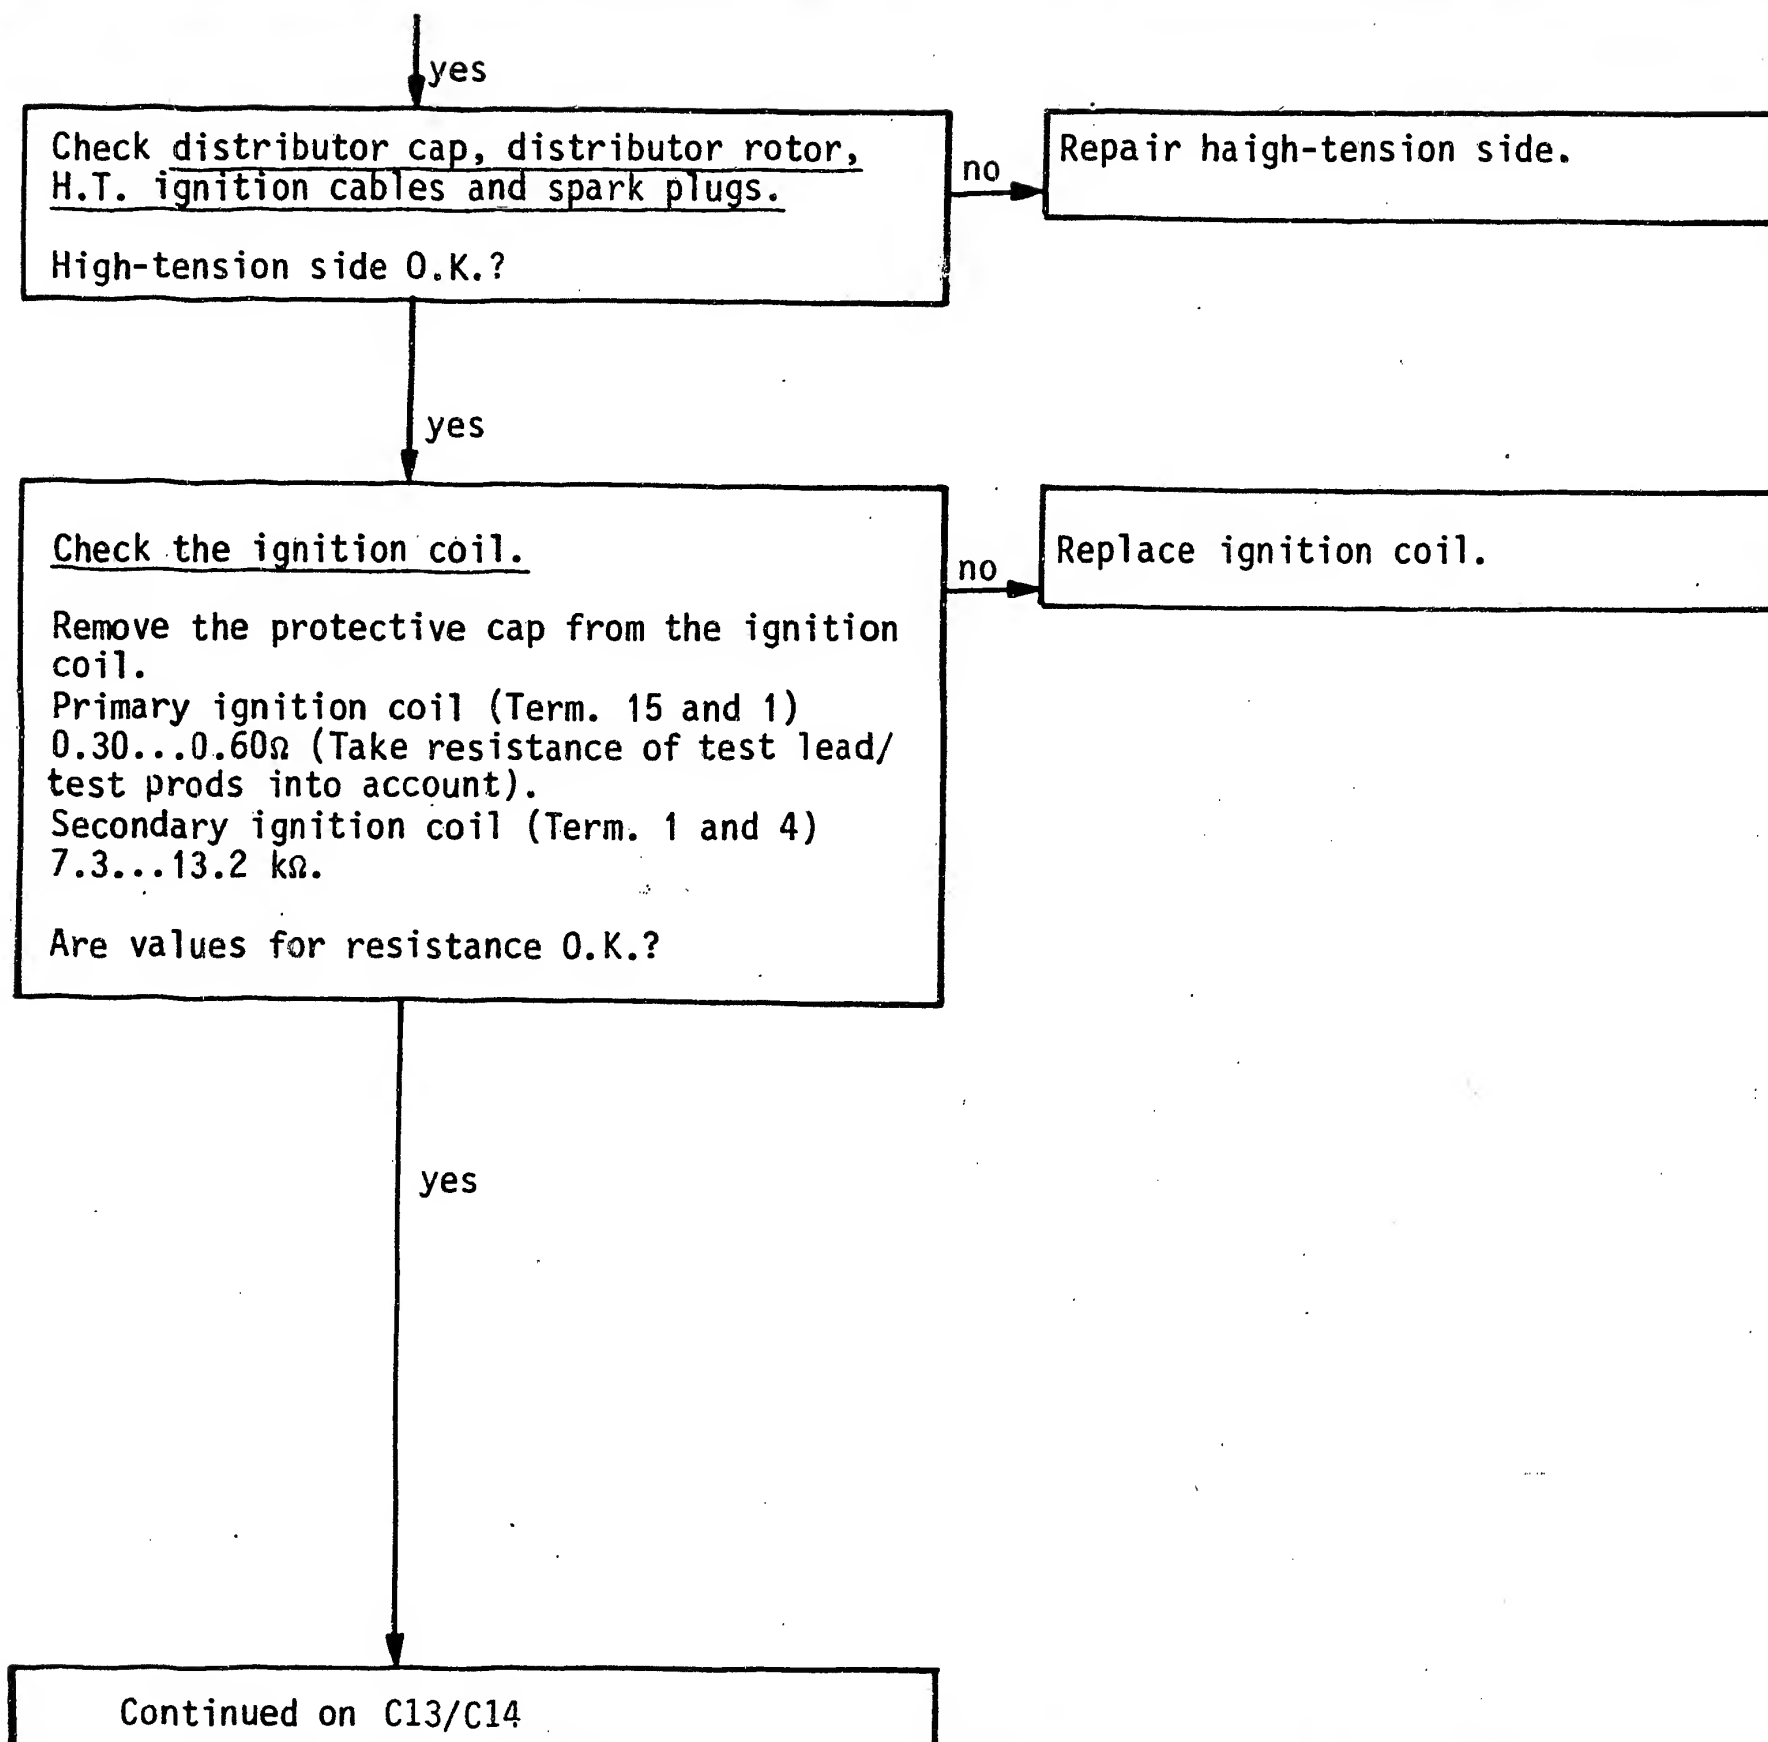 yes
Check distributor cap, distributor rotor,
H.T. ignition cables and spark plugs.
High-tension side O.K.?
no
Repair haigh-tension side.
yes
Check the ignition coil.
Remove the protective cap from the ignition
coil.
Primary ignition coil (Term. 15 and 1)
0.30...0.60Ω (Take resistance of test lead/
test prods into account).
Secondary ignition coil (Term. 1 and 4)
7.3...13.2 kΩ.
Are values for resistance O.K.?
no
Replace ignition coil.
yes
Continued on C13/C14